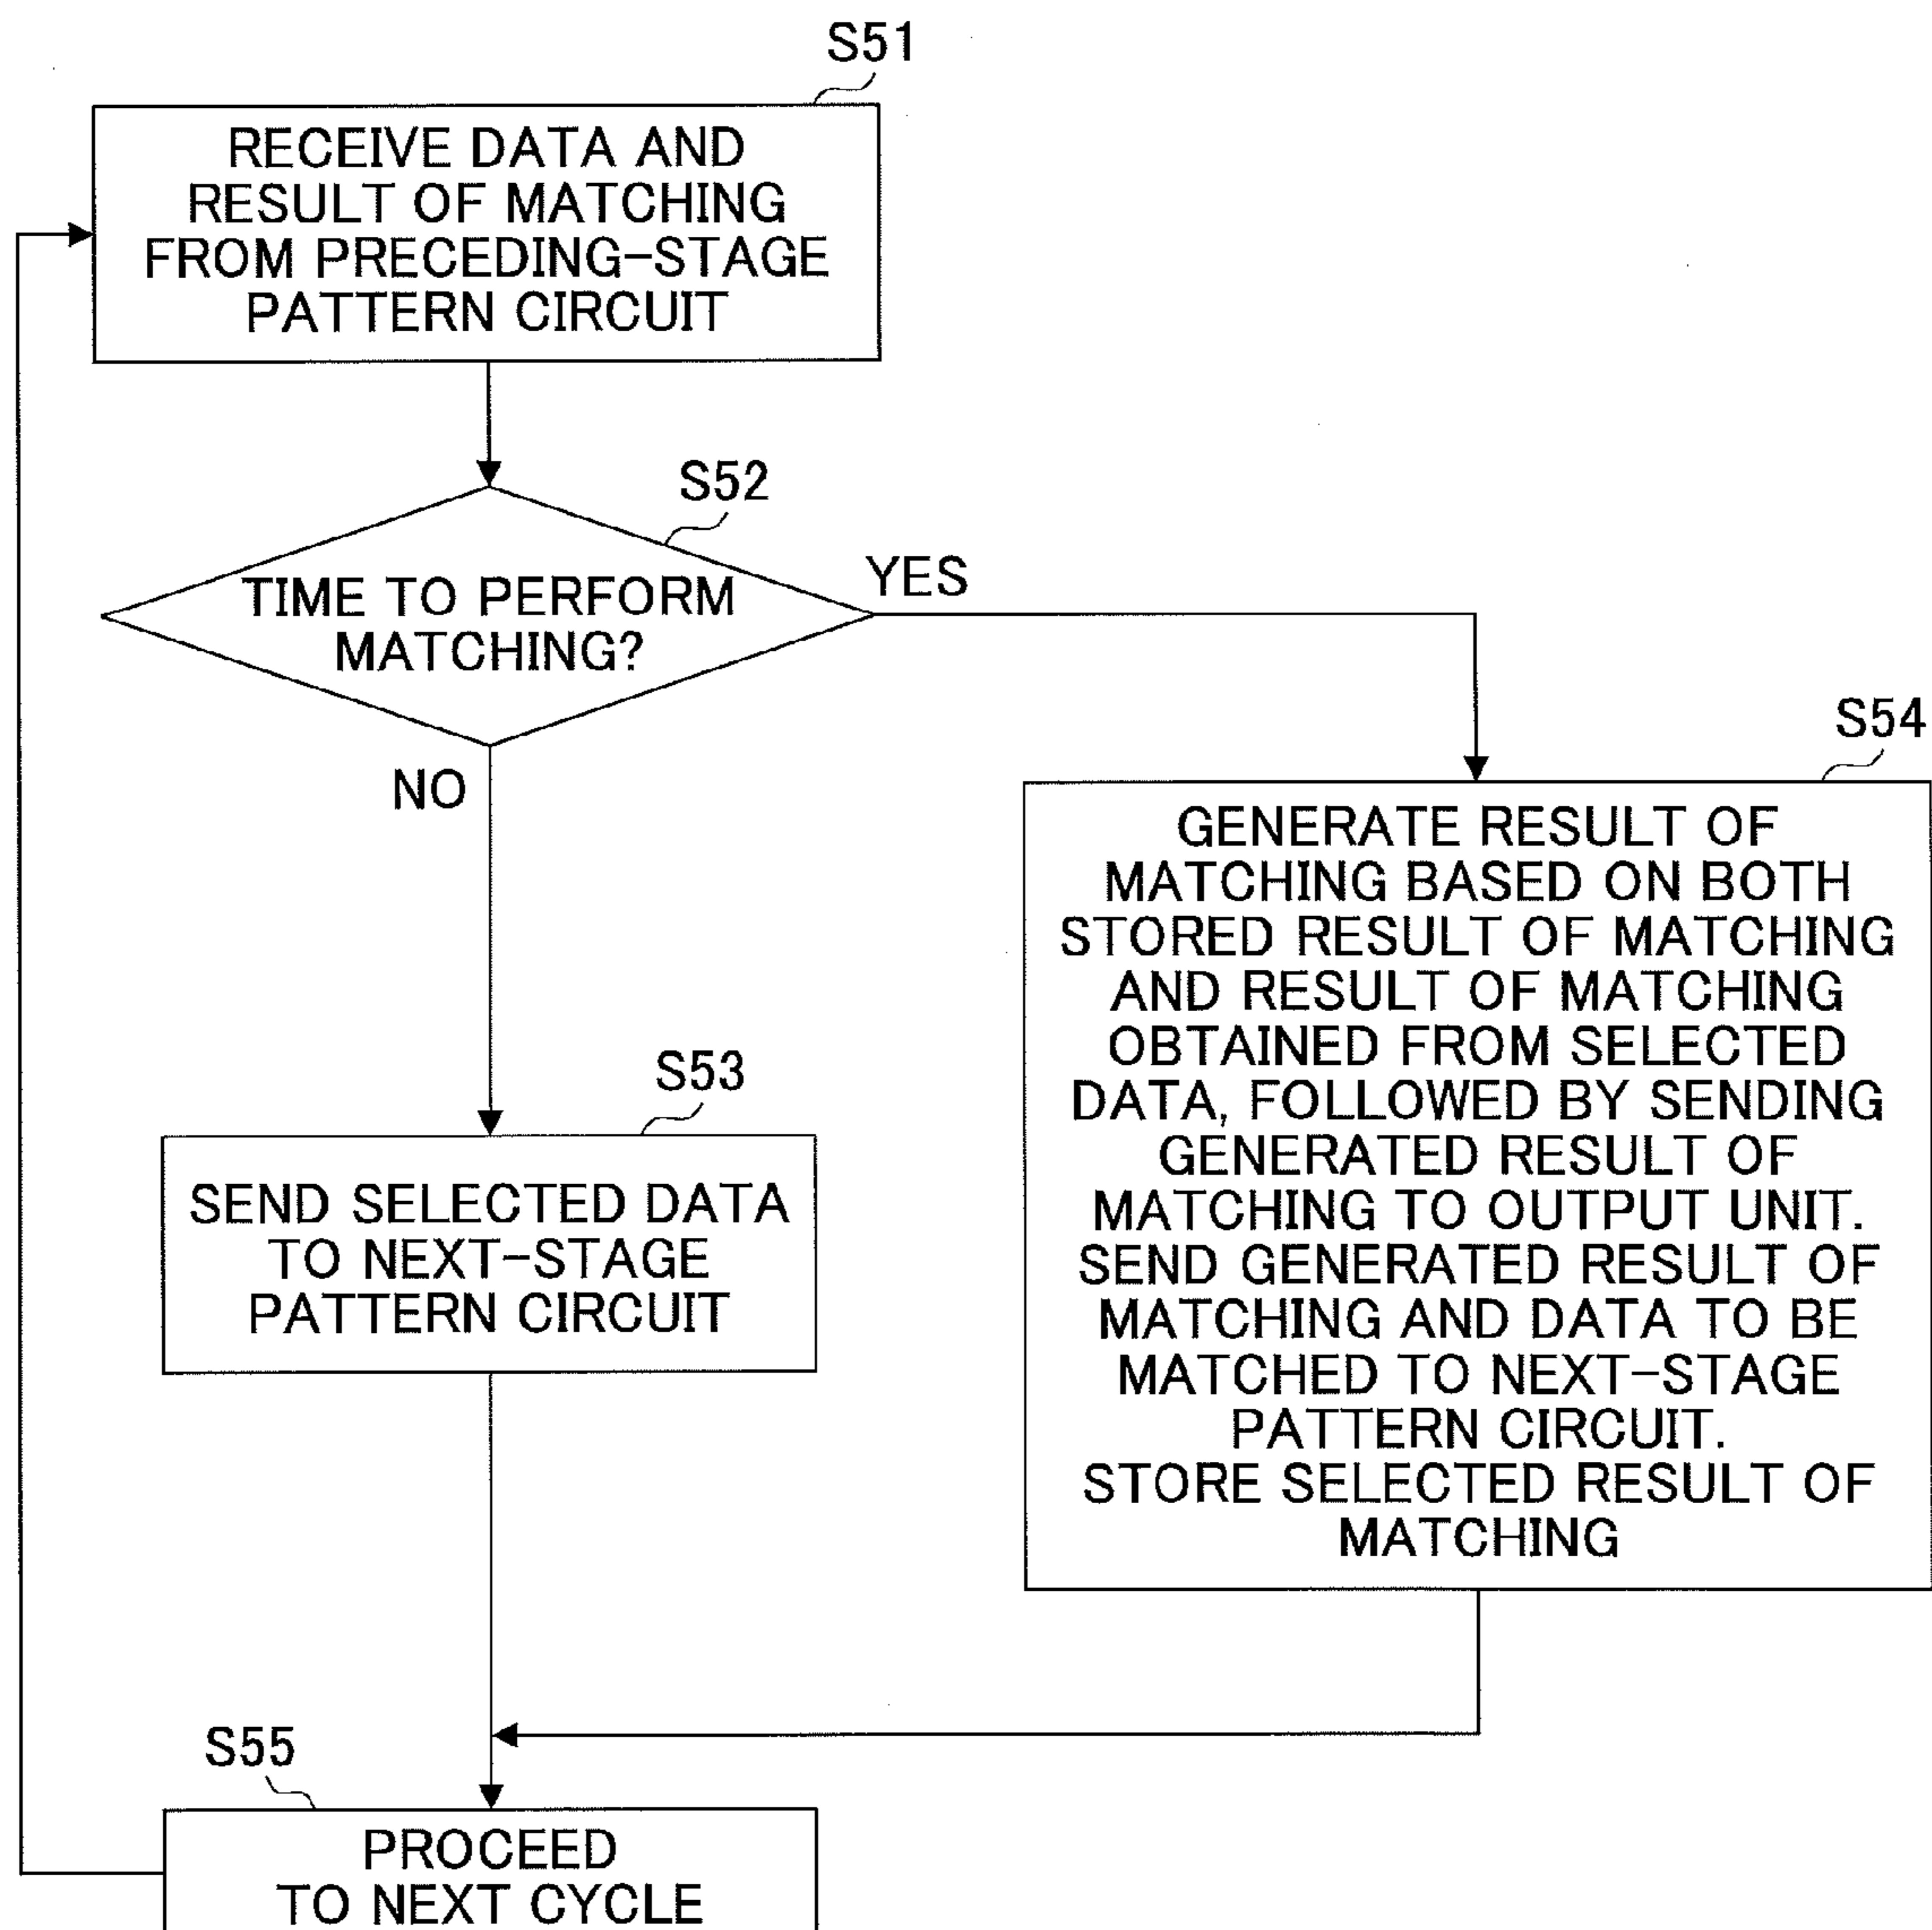 S51
RECEIVE DATA AND
RESULT OF MATCHING
FROM PRECEDING-STAGE
PATTERN CIRCUIT
S52
TIME TO PERFORM
MATCHING?
YES
NO
S53
SEND SELECTED DATA
TO NEXT-STAGE
PATTERN CIRCUIT
S54
GENERATE RESULT OF
MATCHING BASED ON BOTH
STORED RESULT OF MATCHING
AND RESULT OF MATCHING
OBTAINED FROM SELECTED
DATA, FOLLOWED BY SENDING
GENERATED RESULT OF
MATCHING TO OUTPUT UNIT.
SEND GENERATED RESULT OF
MATCHING AND DATA TO BE
MATCHED TO NEXT-STAGE
PATTERN CIRCUIT.
STORE SELECTED RESULT OF
MATCHING
S55
PROCEED
TO NEXT CYCLE